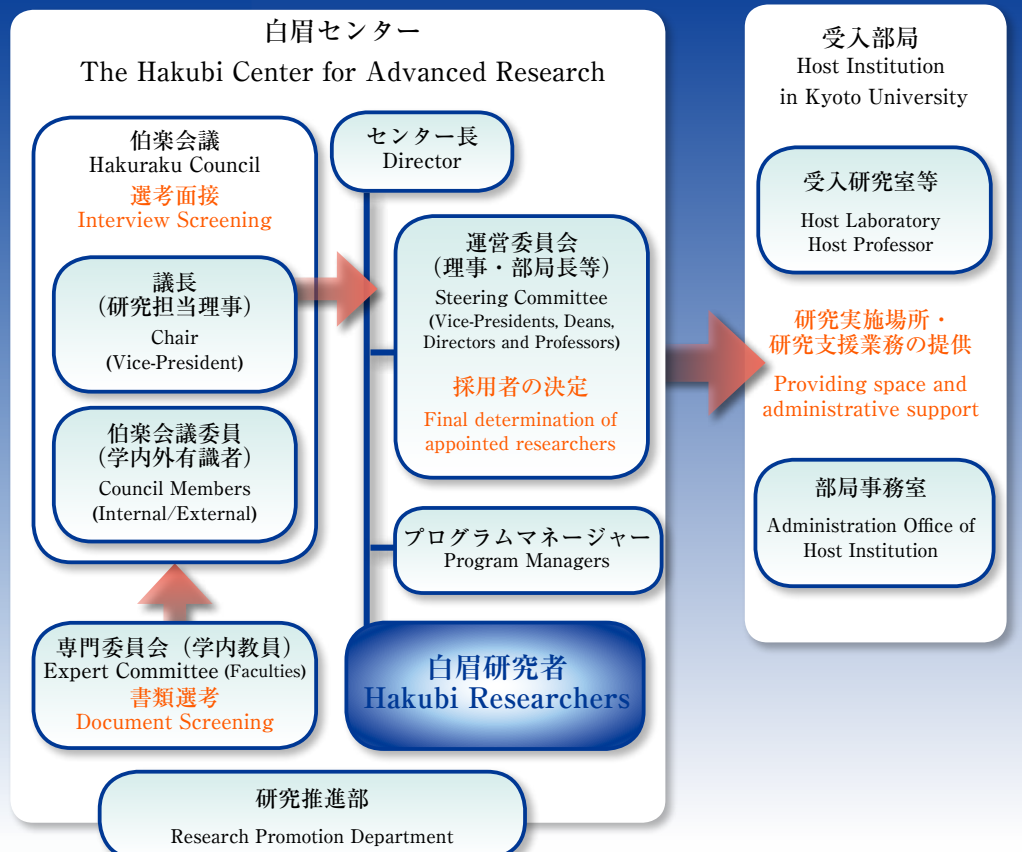 白眉センター
The Hakubi Center for Advanced Research
伯楽会議
Hakuraku Council
選考面接
Interview Screening
議長
（研究担当理事）
Chair
(Vice-President)
伯楽会議委員
（学内外有識者）
Council Members
(Internal/External)
専門委員会（学内教員）
Expert Committee (Faculties)
書類選考
Document Screening
センター長
Director
運営委員会
（理事・部局長等）
Steering Committee
(Vice-Presidents, Deans,
Directors and Professors)
採用者の決定
Final determination of
appointed researchers
プログラムマネージャー
Program Managers
白眉研究者
Hakubi Researchers
研究推進部
Research Promotion Department
受入部局
Host Institution
in Kyoto University
受入研究室等
Host Laboratory
Host Professor
研究実施場所・
研究支援業務の提供
Providing space and
administrative support
部局事務室
Administration Office of
Host Institution